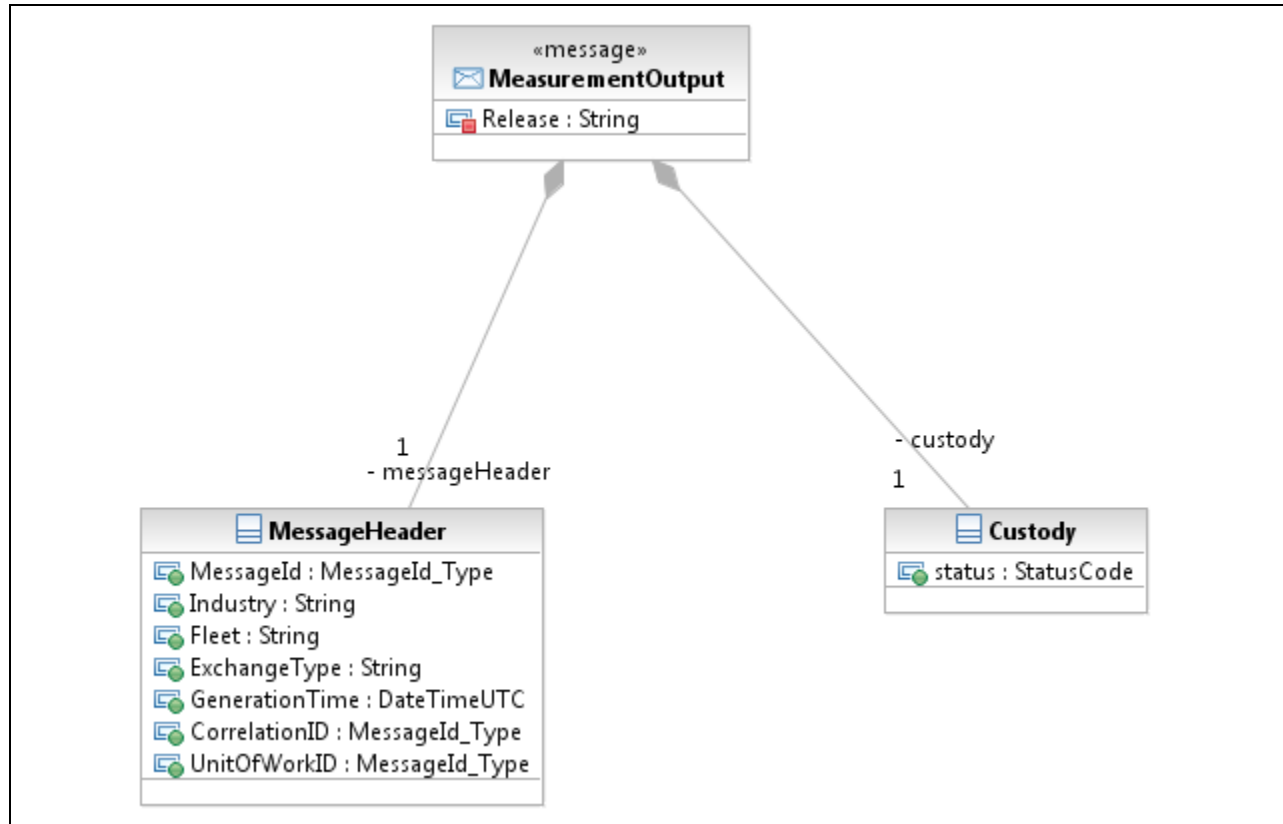 «message»
MeasurementOutput
Release : String
1
- messageHeader
- custody
1
MessageHeader
MessageId : MessageId_Type
Industry : String
Fleet : String
ExchangeType : String
GenerationTime : DateTimeUTC
CorrelationID : MessageId_Type
UnitOfWorkID : MessageId_Type
Custody
status : StatusCode